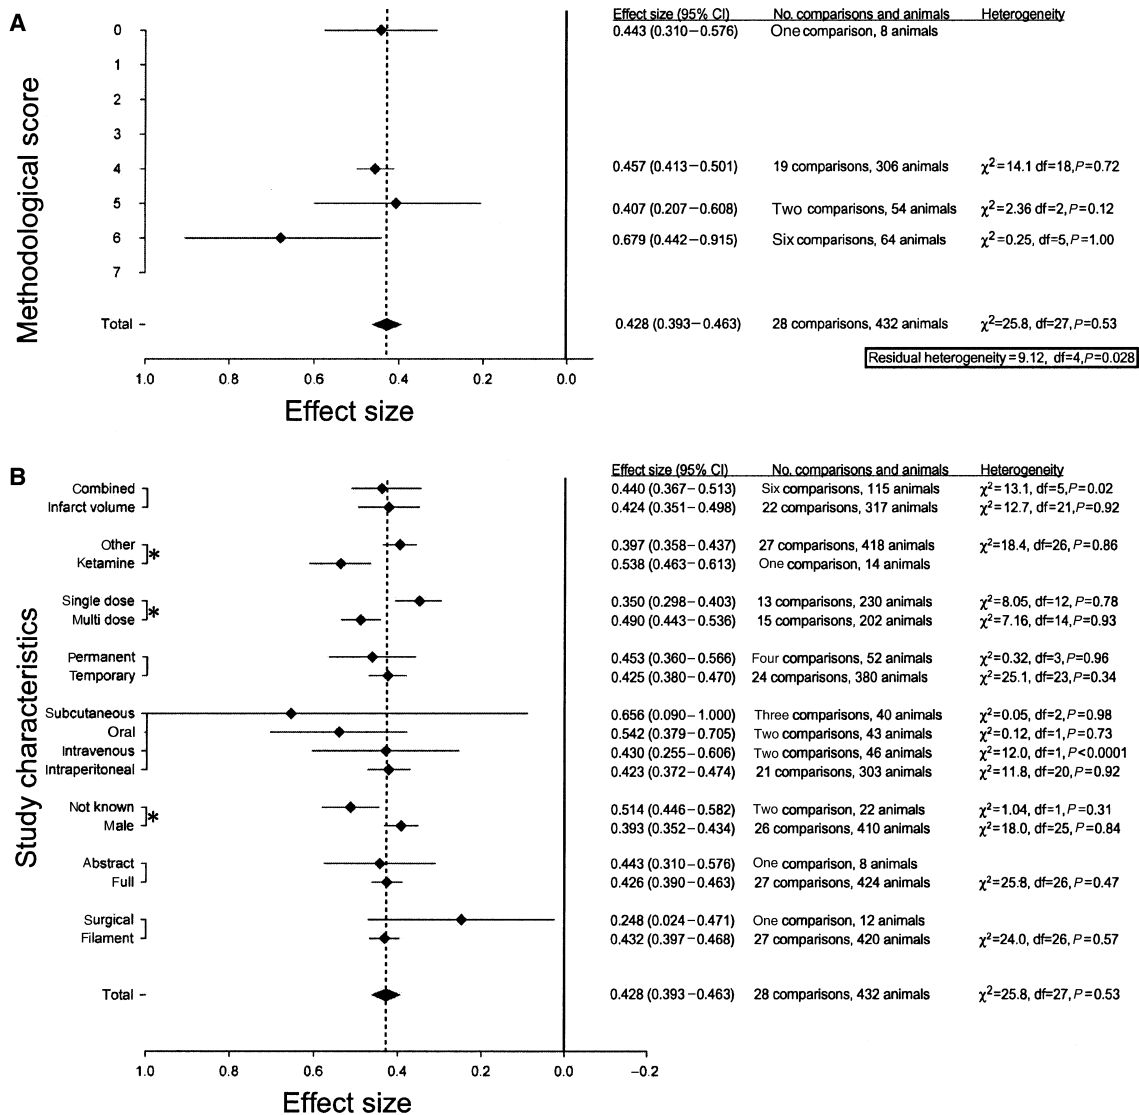 A
Effect size (95% CI) No. comparisons and animals Heterogeneity
Methodological score
0 0.443 (0.310–0.576) One comparison, 8 animals
1
2
3
4 0.457 (0.413–0.501) 19 comparisons, 306 animals χ²=14.1 df=18, P=0.72
5 0.407 (0.207–0.608) Two comparisons, 54 animals χ²=2.36 df=2, P=0.12
6 0.679 (0.442–0.915) Six comparisons, 64 animals χ²=0.25, df=5, P=1.00
7
Total 0.428 (0.393–0.463) 28 comparisons, 432 animals χ²=25.8, df=27, P=0.53
Residual heterogeneity=9.12, df=4, P=0.028
1.0 0.8 0.6 0.4 0.2 0.0
Effect size
B
Effect size (95% CI) No. comparisons and animals Heterogeneity
Study characteristics
Combined 0.440 (0.367–0.513) Six comparisons, 115 animals χ²=13.1, df=5, P=0.02
Infarct volume 0.424 (0.351–0.498) 22 comparisons, 317 animals χ²=12.7, df=21, P=0.92
Other 0.397 (0.358–0.437) 27 comparisons, 418 animals χ²=18.4, df=26, P=0.86
*
Ketamine 0.538 (0.463–0.613) One comparison, 14 animals
Single dose 0.350 (0.298–0.403) 13 comparisons, 230 animals χ²=8.05, df=12, P=0.78
*
Multi dose 0.490 (0.443–0.536) 15 comparisons, 202 animals χ²=7.16, df=14, P=0.93
Permanent 0.453 (0.360–0.566) Four comparisons, 52 animals χ²=0.32, df=3, P=0.96
Temporary 0.425 (0.380–0.470) 24 comparisons, 380 animals χ²=25.1, df=23, P=0.34
Subcutaneous 0.656 (0.090–1.000) Three comparisons, 40 animals χ²=0.05, df=2, P=0.98
Oral 0.542 (0.379–0.705) Two comparisons, 43 animals χ²=0.12, df=1, P=0.73
Intravenous 0.430 (0.255–0.606) Two comparisons, 46 animals χ²=12.0, df=1, P<0.0001
Intraperitoneal 0.423 (0.372–0.474) 21 comparisons, 303 animals χ²=11.8, df=20, P=0.92
Not known 0.514 (0.446–0.582) Two comparison, 22 animals χ²=1.04, df=1, P=0.31
*
Male 0.393 (0.352–0.434) 26 comparisons, 410 animals χ²=18.0, df=25, P=0.84
Abstract 0.443 (0.310–0.576) One comparison, 8 animals
Full 0.426 (0.390–0.463) 27 comparisons, 424 animals χ²=25.8, df=26, P=0.47
Surgical 0.248 (0.024–0.471) One comparison, 12 animals
Filament 0.432 (0.397–0.468) 27 comparisons, 420 animals χ²=24.0, df=26, P=0.57
Total 0.428 (0.393–0.463) 28 comparisons, 432 animals χ²=25.8, df=27, P=0.53
1.0 0.8 0.6 0.4 0.2 0.0 −0.2
Effect size